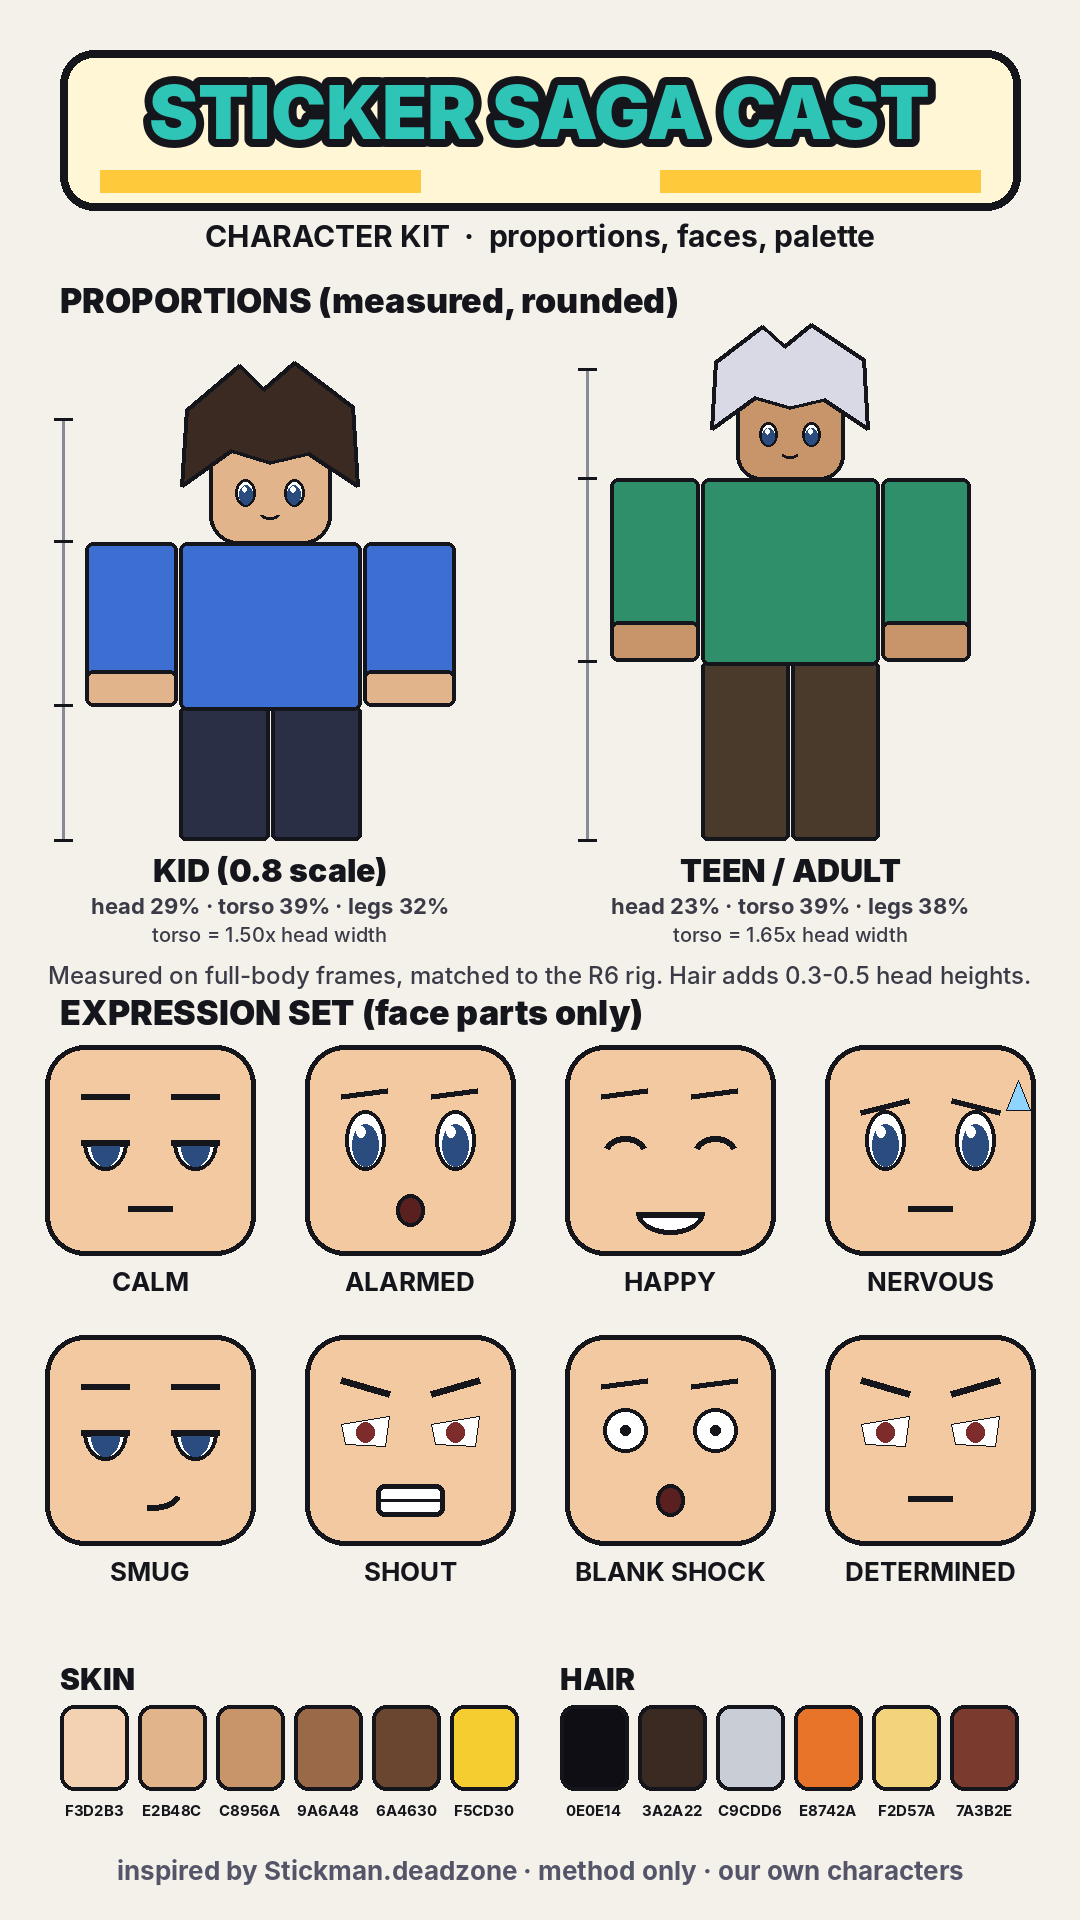 STICKER SAGA CAST
CHARACTER KIT · proportions, faces, palette
PROPORTIONS (measured, rounded)
KID (0.8 scale)
head 29% · torso 39% · legs 32%
torso = 1.50x head width
TEEN / ADULT
head 23% · torso 39% · legs 38%
torso = 1.65x head width
Measured on full-body frames, matched to the R6 rig. Hair adds 0.3-0.5 head heights.
EXPRESSION SET (face parts only)
CALM
ALARMED
HAPPY
NERVOUS
SMUG
SHOUT
BLANK SHOCK
DETERMINED
SKIN
F3D2B3 E2B48C C8956A 9A6A48 6A4630 F5CD30
HAIR
0E0E14 3A2A22 C9CDD6 E8742A F2D57A 7A3B2E
inspired by Stickman.deadzone · method only · our own characters